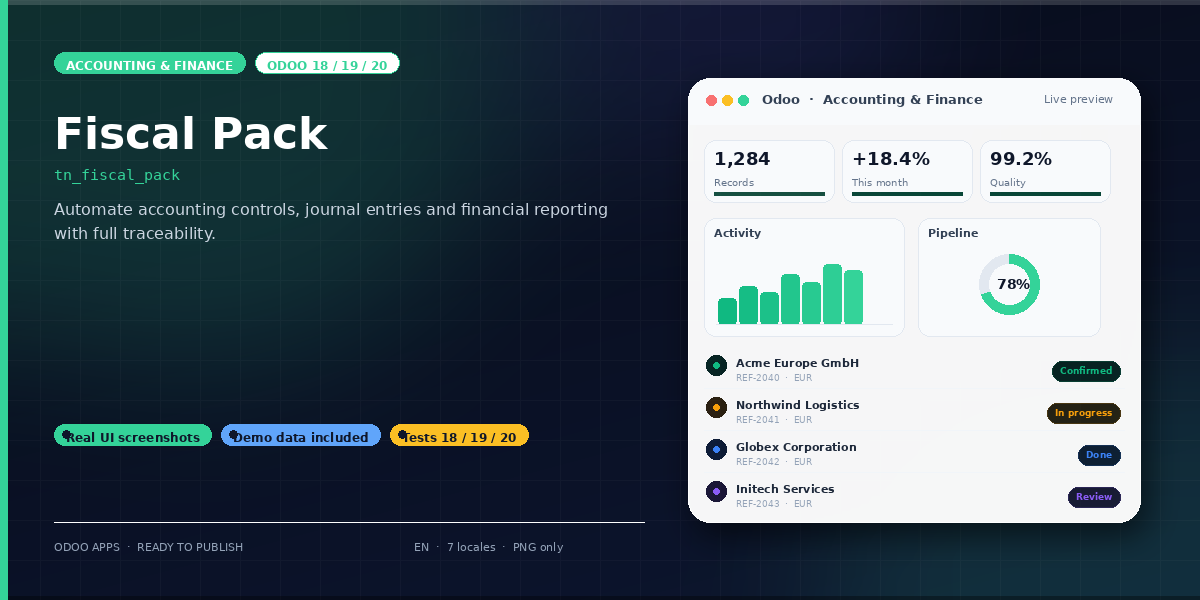 ACCOUNTING & FINANCE
ODOO 18 / 19 / 20
Fiscal Pack
tn_fiscal_pack
Automate accounting controls, journal entries and financial reporting
with full traceability.
Real UI screenshots
Demo data included
Tests 18 / 19 / 20
ODOO APPS · READY TO PUBLISH
EN · 7 locales · PNG only
Odoo · Accounting & Finance
Live preview
1,284
Records
+18.4%
This month
99.2%
Quality
Activity
Pipeline
78%
Acme Europe GmbH
REF-2040 · EUR
Confirmed
Northwind Logistics
REF-2041 · EUR
In progress
Globex Corporation
REF-2042 · EUR
Done
Initech Services
REF-2043 · EUR
Review